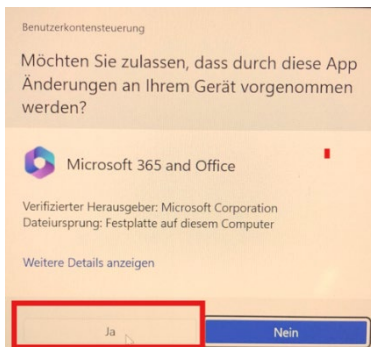 Benutzerkontensteuerung
Möchten Sie zulassen, dass durch diese App
Änderungen an Ihrem Gerät vorgenommen
werden?
Microsoft 365 and Office
Verifizierter Herausgeber: Microsoft Corporation
Dateiursprung: Festplatte auf diesem Computer
Weitere Details anzeigen
Ja
Nein